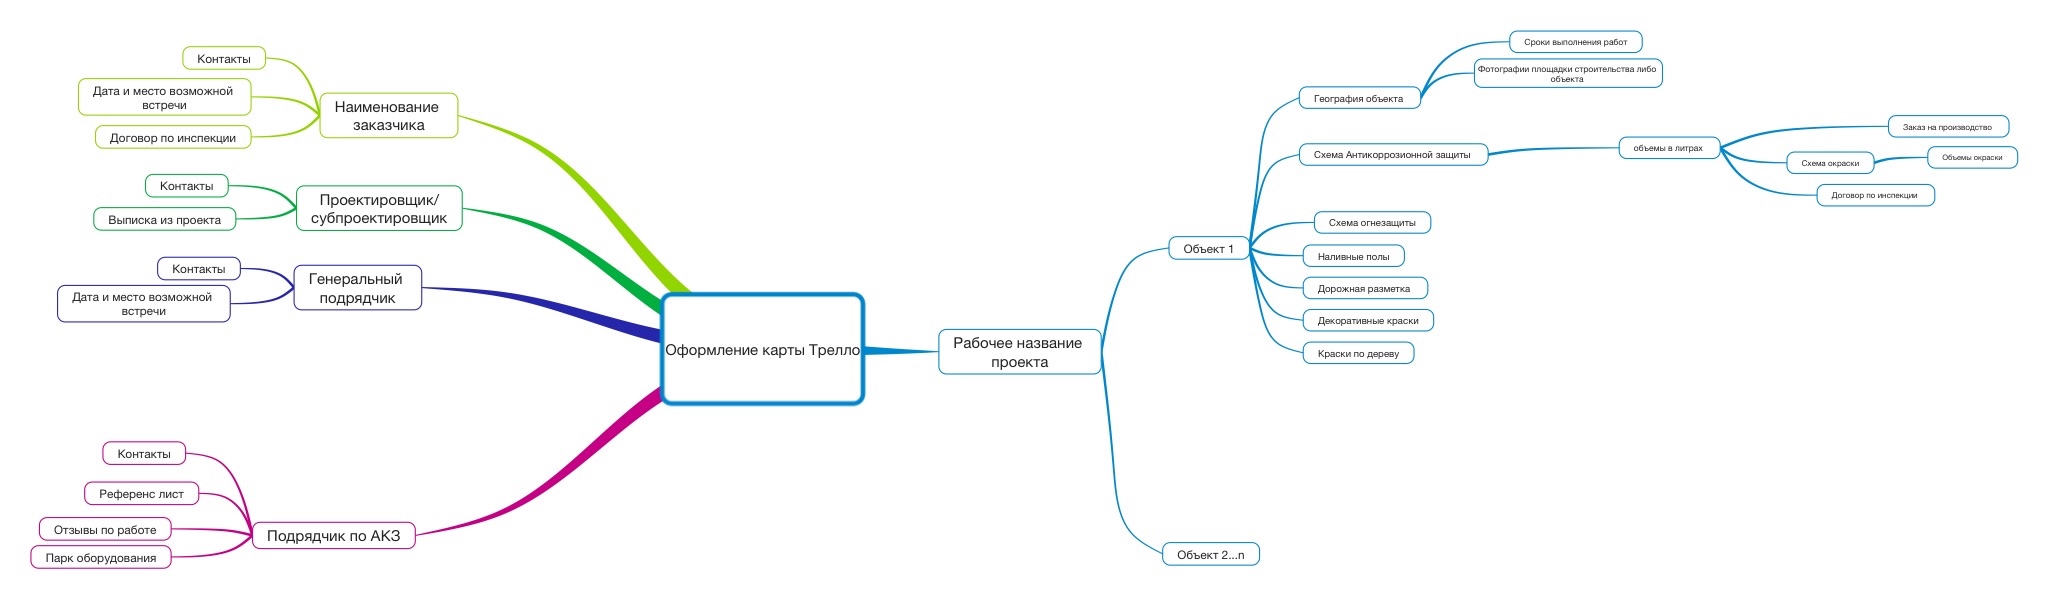 Контакты
Дата и место возможной
встречи
Договор по инспекции
Наименование
заказчика
Контакты
Выписка из проекта
Проектировщик/
субпроектировщик
Контакты
Дата и место возможной
встречи
Генеральный
подрядчик
Контакты
Референс лист
Отзывы по работе
Парк оборудования
Подрядчик по АКЗ
Оформление карты Трелло
Рабочее название
проекта
Объект 1
География объекта
Сроки выполнения работ
Фотографии площадки строительства либо
объекта
Схема Антикоррозионной защиты
объемы в литрах
Заказ на производство
Схема окраски
Объемы окраски
Договор по инспекции
Схема огнезащиты
Наливные полы
Дорожная разметка
Декоративные краски
Краски по дереву
Объект 2...n